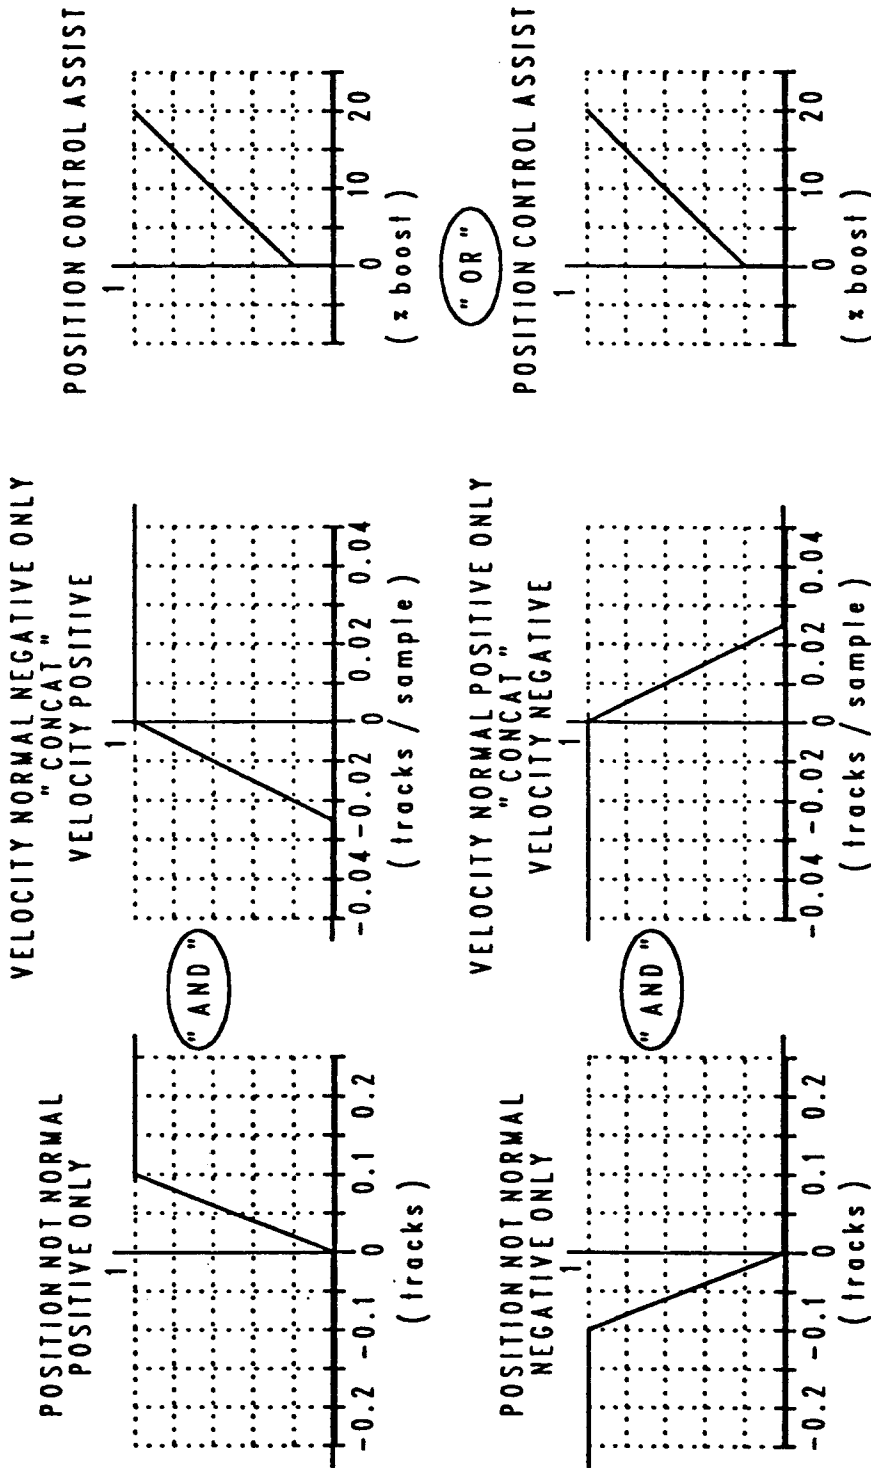 POSITION NOT NORMAL
POSITIVE ONLY
1
-0.2 -0.1 0 0.1 0.2
(tracks)
" AND "
VELOCITY NORMAL NEGATIVE ONLY
"CONCAT"
VELOCITY POSITIVE
1
-0.04 -0.02 0 0.02 0.04
(tracks / sample)
POSITION CONTROL ASSIST
1
0 10 20
(% boost)
" OR "
POSITION NOT NORMAL
NEGATIVE ONLY
1
-0.2 -0.1 0 0.1 0.2
(tracks)
" AND "
VELOCITY NORMAL POSITIVE ONLY
"CONCAT"
VELOCITY NEGATIVE
1
-0.04 -0.02 0 0.02 0.04
(tracks / sample)
POSITION CONTROL ASSIST
1
0 10 20
(% boost)